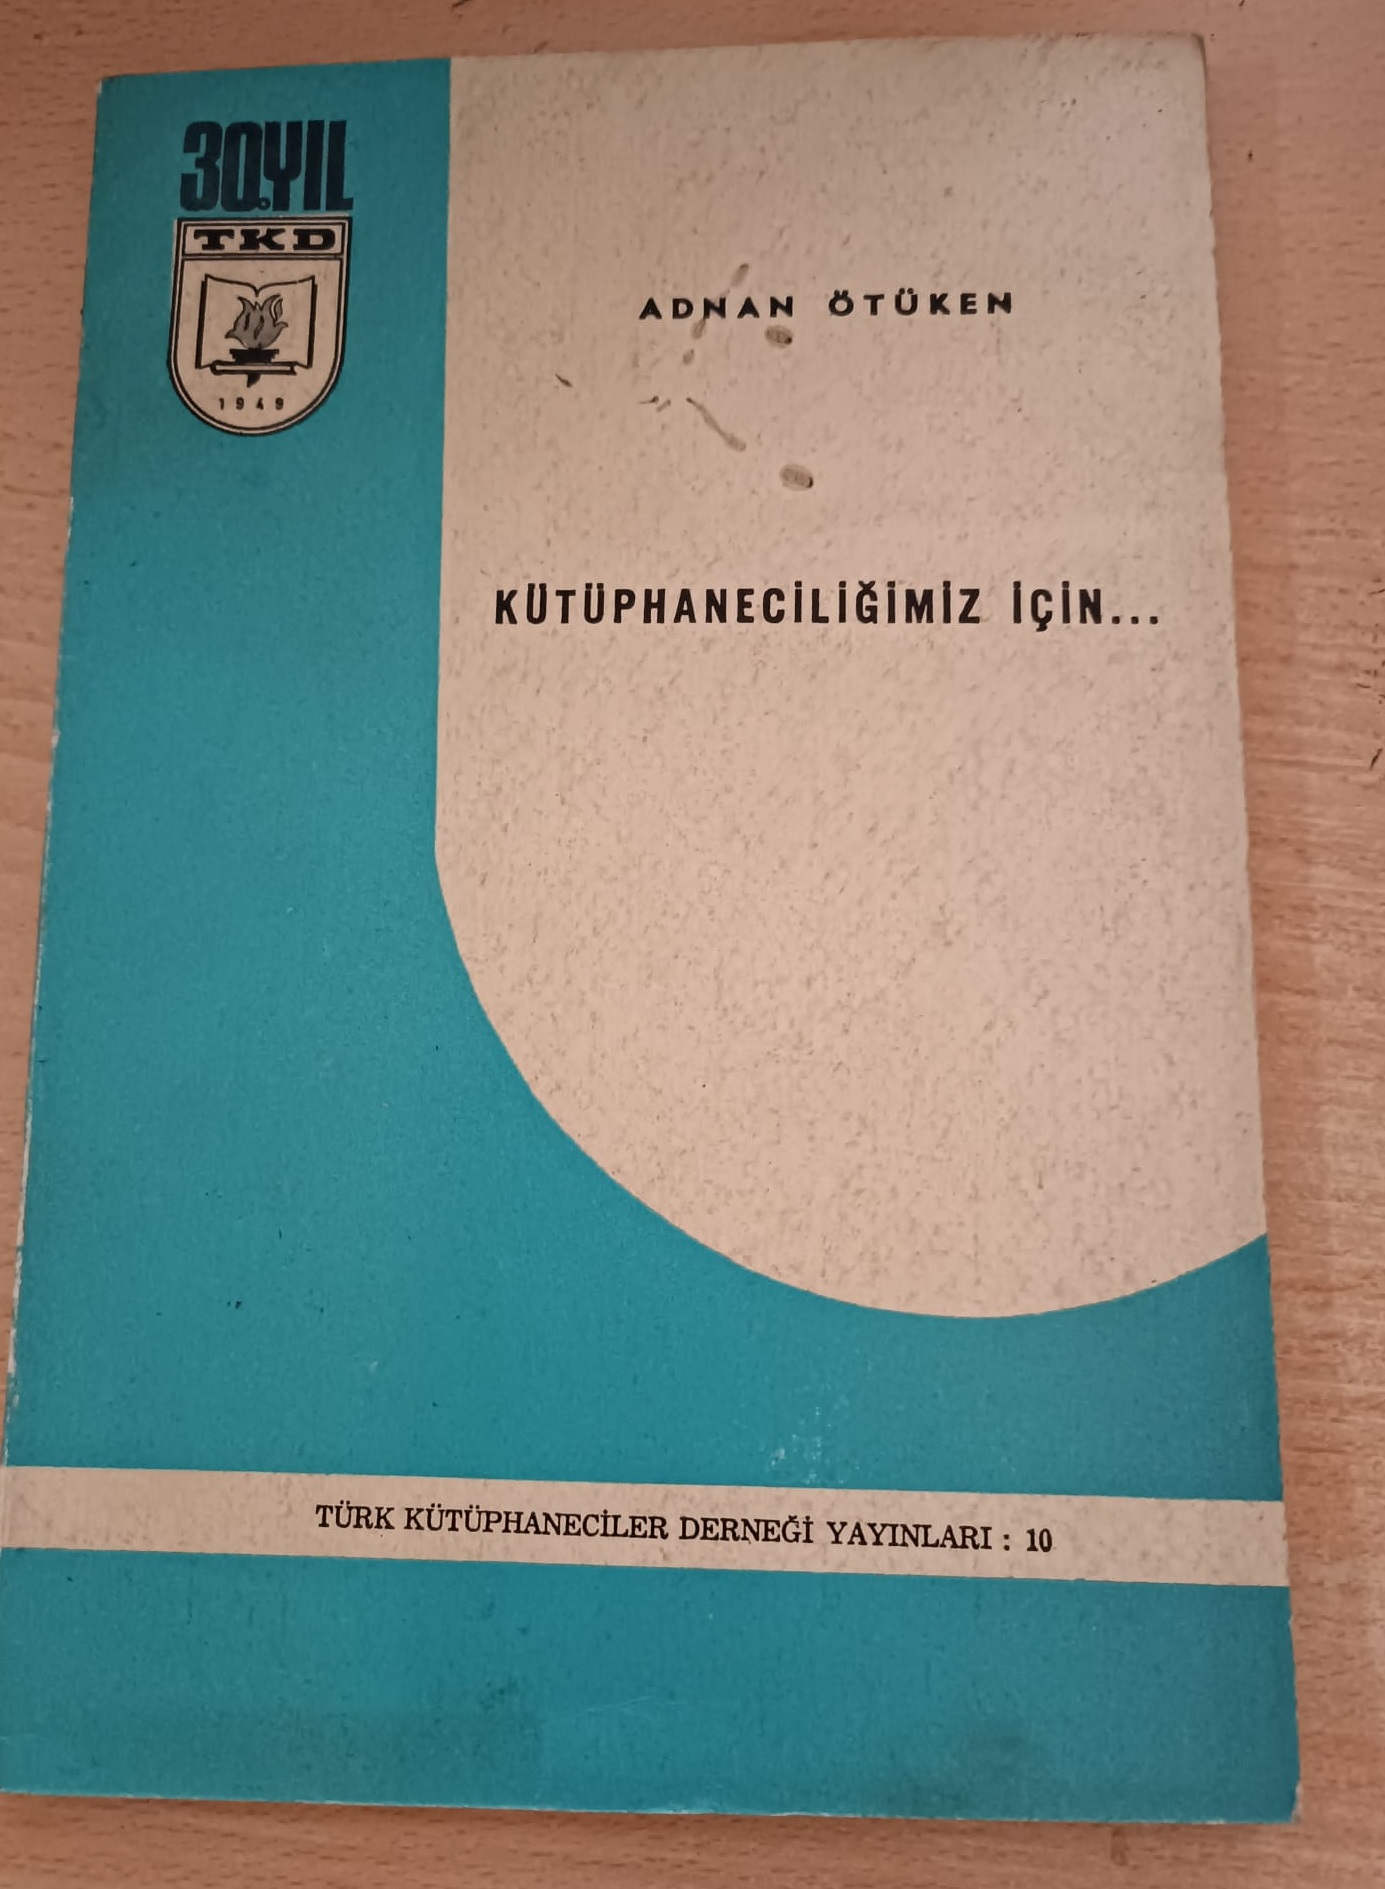 30.YIL
TKD
1949
ADNAN ÖTÜKEN
KÜTÜPHANECİLİĞİMİZ İÇİN...
TÜRK KÜTÜPHANECİLER DERNEĞİ YAYINLARI : 10